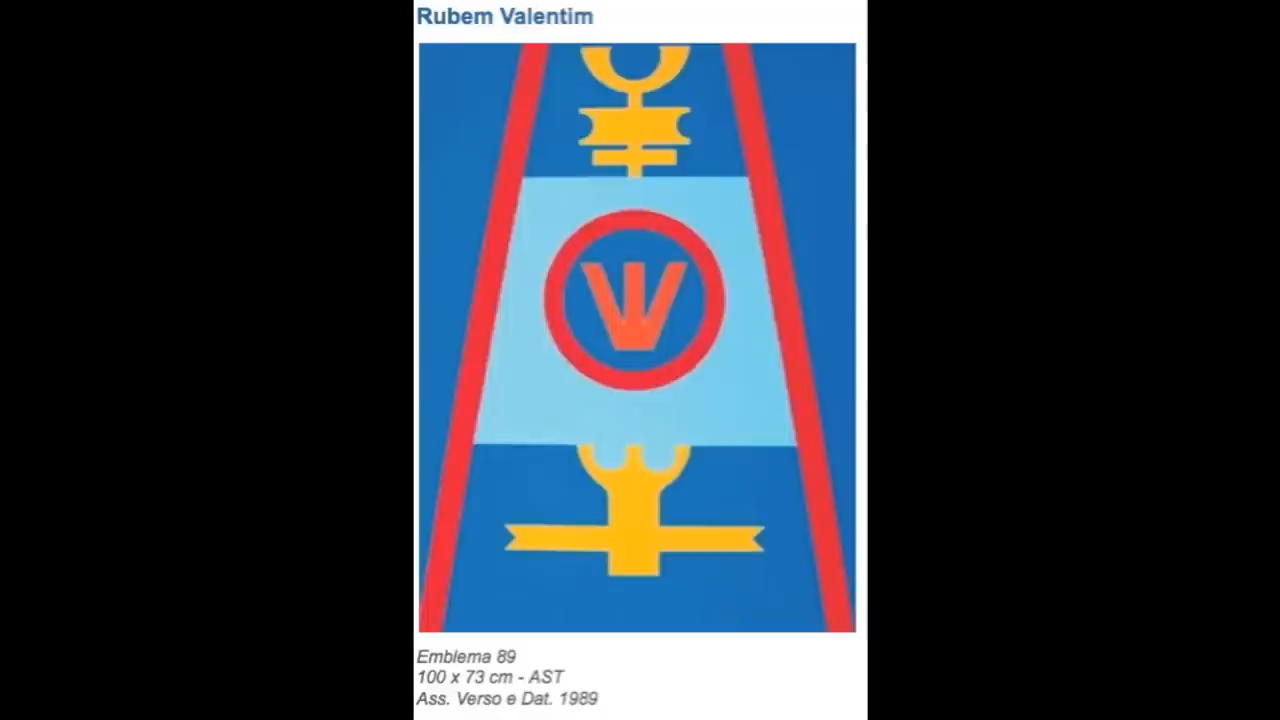 Rubem Valentim
Emblema 89
100 x 73 cm - AST
Ass. Verso e Dat. 1989